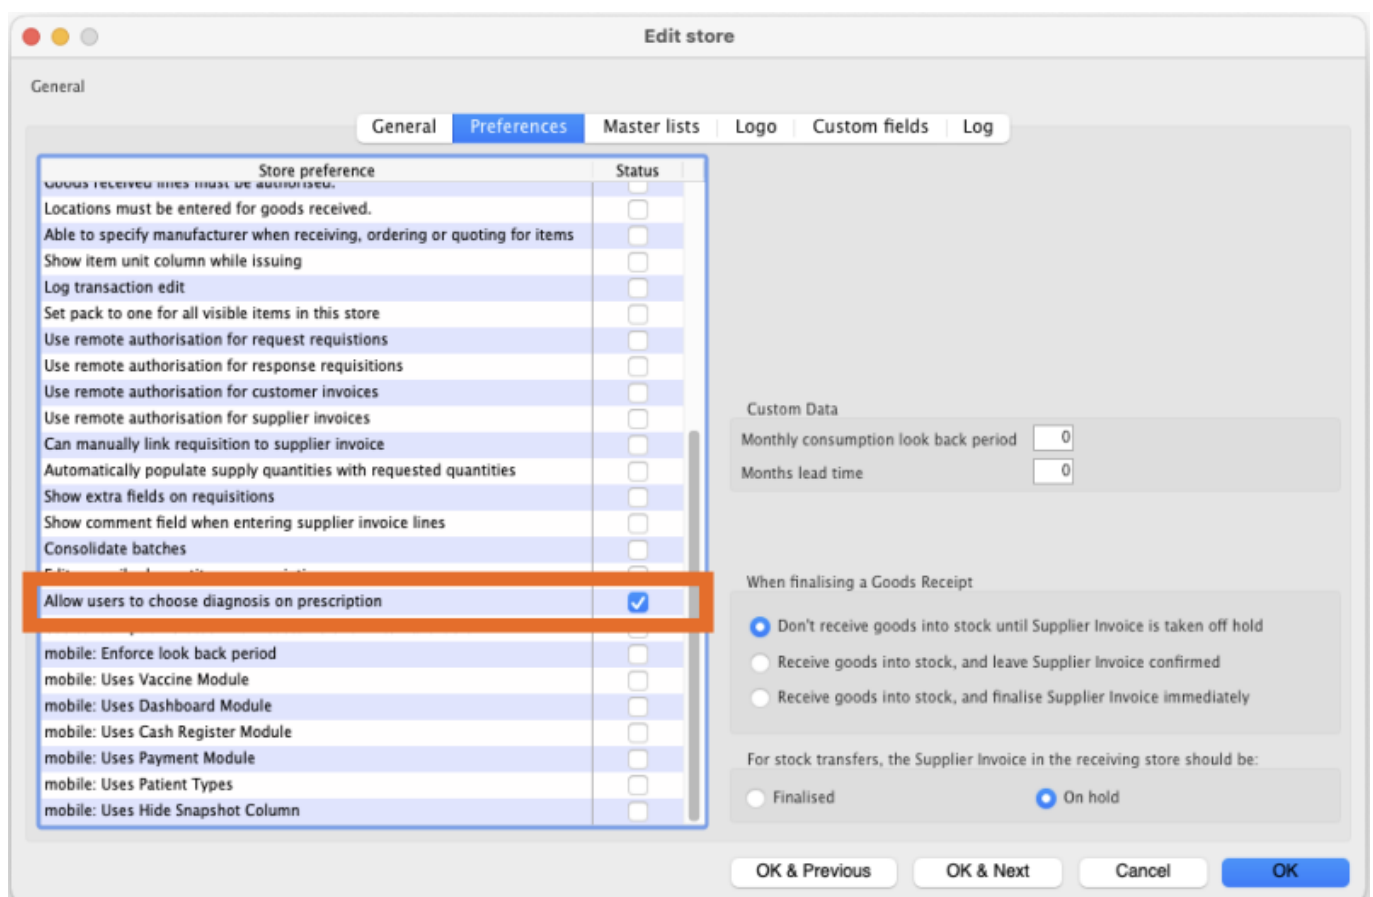 Edit store
General
General Preferences Master lists Logo Custom fields Log
Store preference Status
Goods received lines must be authorised.
Locations must be entered for goods received.
Able to specify manufacturer when receiving, ordering or quoting for items
Show item unit column while issuing
Log transaction edit
Set pack to one for all visible items in this store
Use remote authorisation for request requistions
Use remote authorisation for response requisitions
Use remote authorisation for customer invoices
Use remote authorisation for supplier invoices
Can manually link requisition to supplier invoice
Automatically populate supply quantities with requested quantities
Show extra fields on requisitions
Show comment field when entering supplier invoice lines
Consolidate batches
Allow users to choose diagnosis on prescription
mobile: Enforce look back period
mobile: Uses Vaccine Module
mobile: Uses Dashboard Module
mobile: Uses Cash Register Module
mobile: Uses Payment Module
mobile: Uses Patient Types
mobile: Uses Hide Snapshot Column
Custom Data
Monthly consumption look back period 0
Months lead time 0
When finalising a Goods Receipt
Don't receive goods into stock until Supplier Invoice is taken off hold
Receive goods into stock, and leave Supplier Invoice confirmed
Receive goods into stock, and finalise Supplier Invoice immediately
For stock transfers, the Supplier Invoice in the receiving store should be:
Finalised On hold
OK & Previous OK & Next Cancel OK